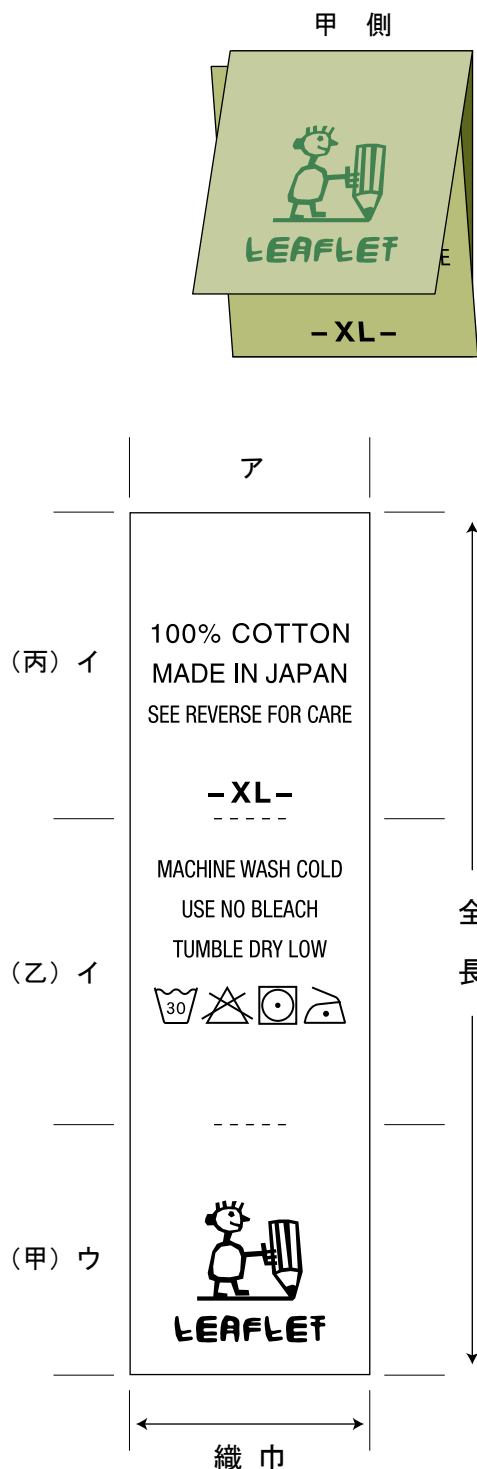 甲 側
LEAFLET
E
-XL-
ア
(丙) イ
100% COTTON
MADE IN JAPAN
SEE REVERSE FOR CARE
-XL-
全長
(乙) イ
MACHINE WASH COLD
USE NO BLEACH
TUMBLE DRY LOW
30
(甲) ウ
LEAFLET
織 巾